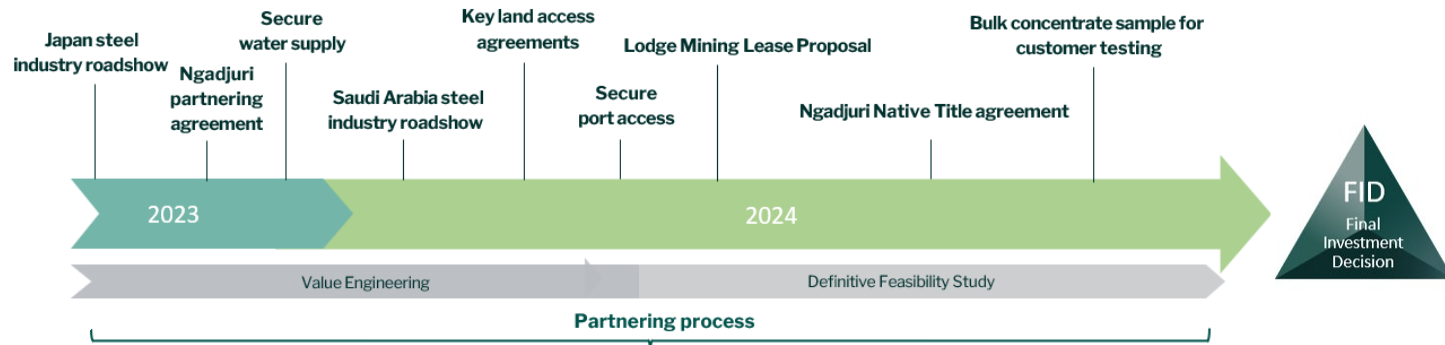 Japan steel
industry roadshow
Ngadjuri
partnering
agreement
Secure
water supply
Saudi Arabia steel
industry roadshow
Key land access
agreements
Secure
port access
Lodge Mining Lease Proposal
Ngadjuri Native Title agreement
Bulk concentrate sample for
customer testing
2023
2024
FID
Final
Investment
Decision
Value Engineering
Definitive Feasibility Study
Partnering process